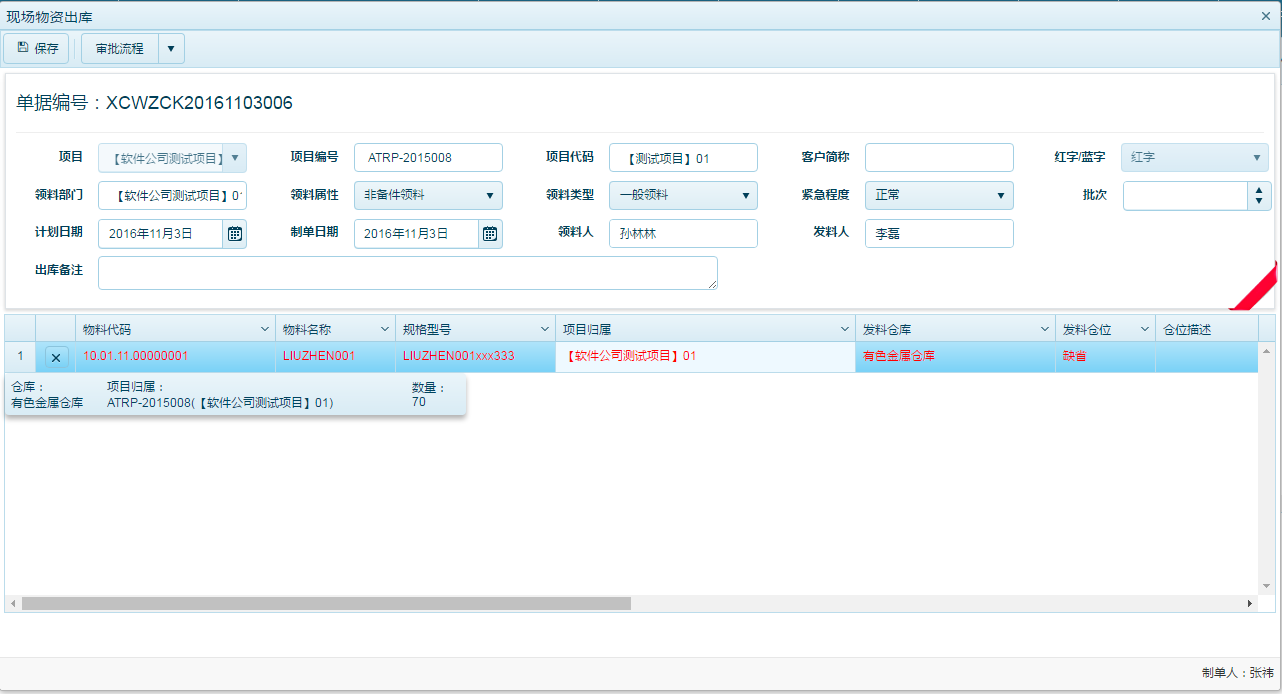 现场物资出库
保存 审批流程
单据编号：XCWZCK20161103006
项目 【软件公司测试项目】 项目编号 ATRP-2015008 项目代码 【测试项目】01 客户简称 红字/蓝字 红字
领料部门 【软件公司测试项目】01 领料属性 非备件领料 领料类型 一般领料 紧急程度 正常 批次
计划日期 2016年11月3日 制单日期 2016年11月3日 领料人 孙林林 发料人 李磊
出库备注
物料代码 物料名称 规格型号 项目归属 发料仓库 发料仓位 仓位描述
1 10.01.11.00000001 LIUZHEN001 LIUZHEN001xxx333 【软件公司测试项目】01 有色金属仓库 缺省
仓库： 项目归属： 数量：
有色金属仓库 ATRP-2015008(【软件公司测试项目】01) 70
制单人：张祎